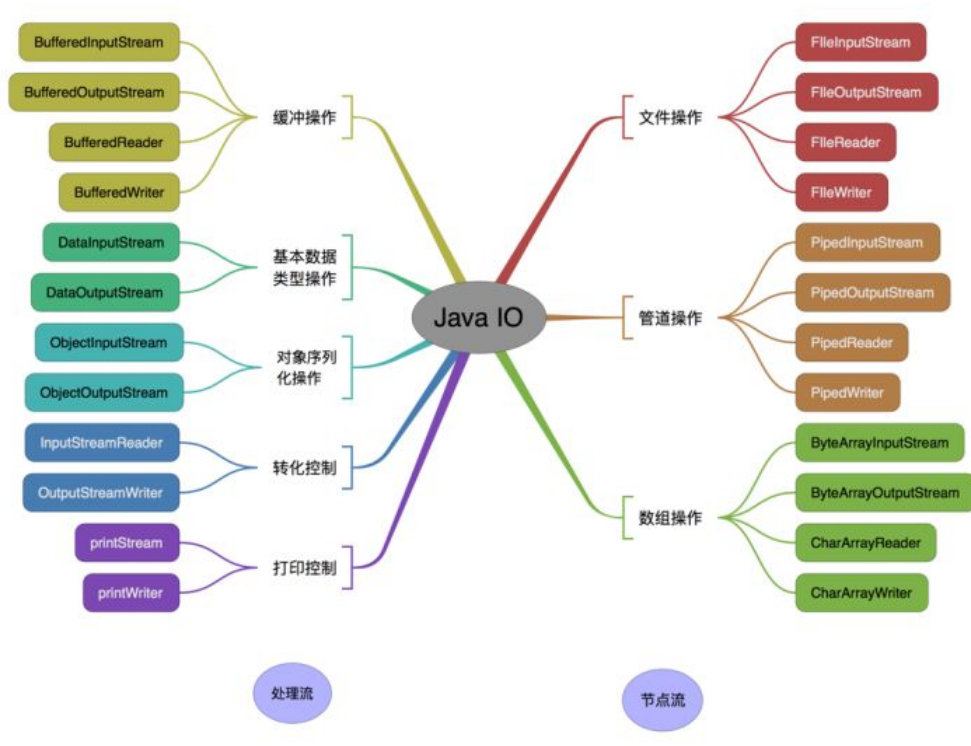 BufferedInputStream
BufferedOutputStream
BufferedReader
BufferedWriter
缓冲操作
DataInputStream
DataOutputStream
基本数据
类型操作
ObjectInputStream
ObjectOutputStream
对象序列
化操作
InputStreamReader
OutputStreamWriter
转化控制
printStream
printWriter
打印控制
Java IO
文件操作
FIleInputStream
FIleOutputStream
FIleReader
FIleWriter
管道操作
PipedInputStream
PipedOutputStream
PipedReader
PipedWriter
数组操作
ByteArrayInputStream
ByteArrayOutputStream
CharArrayReader
CharArrayWriter
处理流
节点流